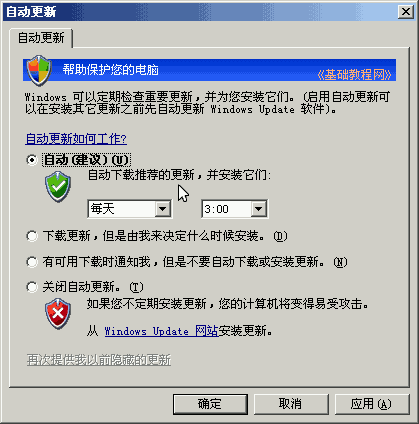 自动更新
自动更新
帮助保护您的电脑
《基础教程网》
Windows 可以定期检查重要更新，并为您安装它们。(启用自动更新可
以在安装其它更新之前先自动更新 Windows Update 软件)。
自动更新如何工作?
自动(建议)(U)
自动下载推荐的更新，并安装它们:
每天 3:00
下载更新，但是由我来决定什么时候安装。(D)
有可用下载时通知我，但是不要自动下载或安装更新。(N)
关闭自动更新。(T)
如果您不定期安装更新，您的计算机将变得易受攻击。
从 Windows Update 网站安装更新。
再次提供我以前隐藏的更新
确定 取消 应用(A)